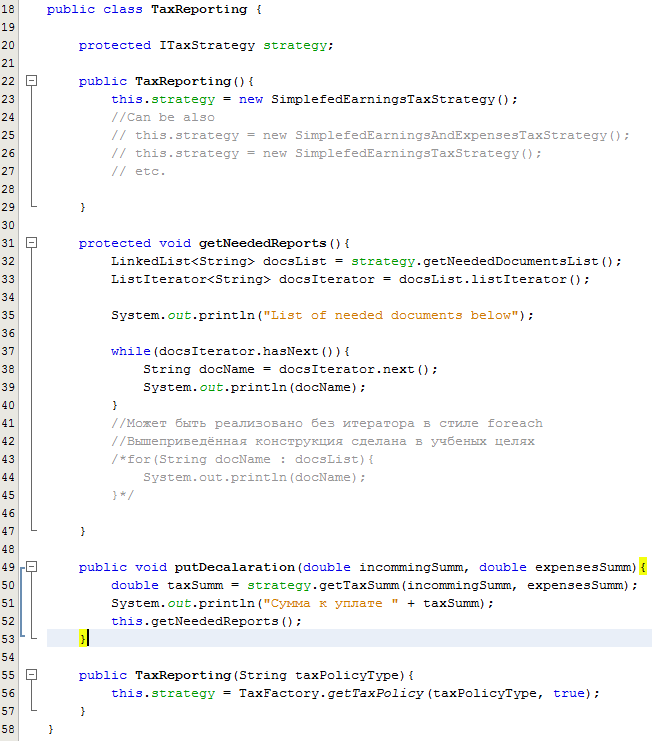 18 public class TaxReporting {
19
20     protected ITaxStrategy strategy;
21
22     public TaxReporting(){
23         this.strategy = new SimplefedEarningsTaxStrategy();
24         //Can be also
25         // this.strategy = new SimplefedEarningsAndExpensesTaxStrategy();
26         // this.strategy = new SimplefedEarningsTaxStrategy();
27         // etc.
28
29     }
30
31     protected void getNeededReports(){
32         LinkedList<String> docsList = strategy.getNeededDocumentsList();
33         ListIterator<String> docsIterator = docsList.listIterator();
34
35         System.out.println("List of needed documents below");
36
37         while(docsIterator.hasNext()){
38             String docName = docsIterator.next();
39             System.out.println(docName);
40         }
41         //Может быть реализовано без итератора в стиле foreach
42         //Вышеприведённая конструкция сделана в учбеных целях
43         /*for(String docName : docsList){
44             System.out.println(docName);
45         }*/
46
47     }
48
49     public void putDecalaration(double incommingSumm, double expensesSumm){
50         double taxSumm = strategy.getTaxSumm(incommingSumm, expensesSumm);
51         System.out.println("Сумма к уплате " + taxSumm);
52         this.getNeededReports();
53     }
54
55     public TaxReporting(String taxPolicyType){
56         this.strategy = TaxFactory.getTaxPolicy(taxPolicyType, true);
57     }
58 }